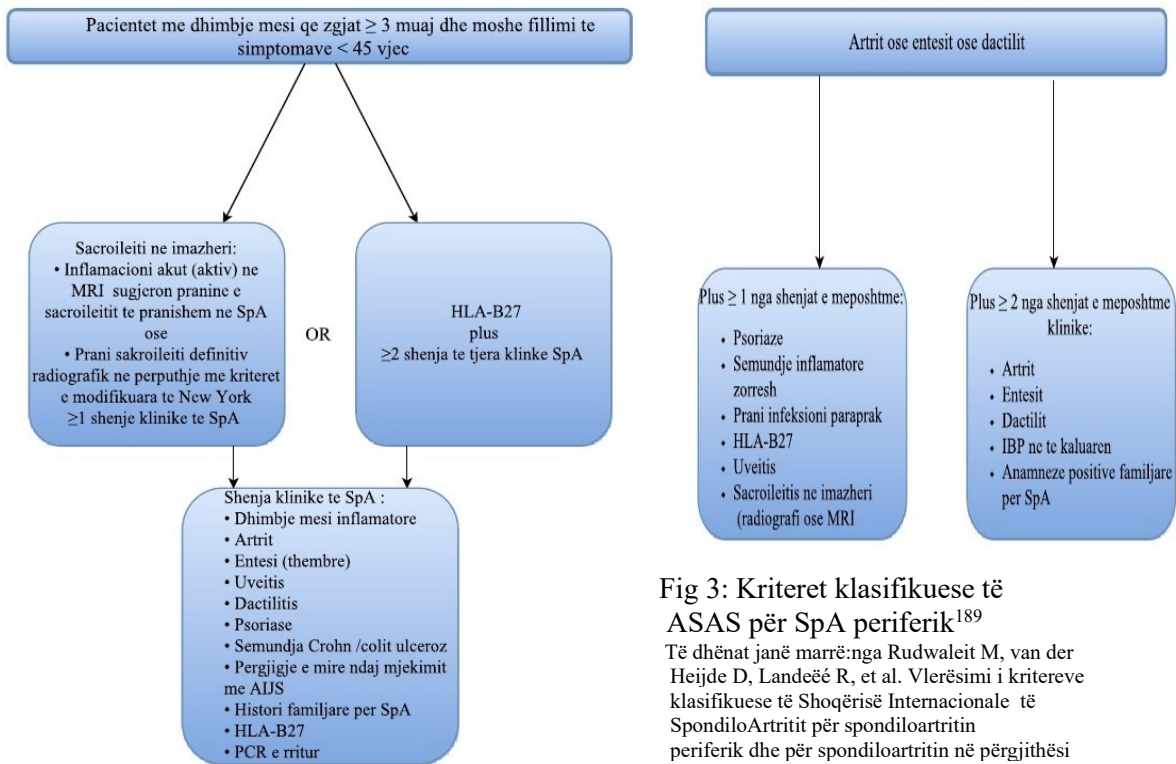 Pacientet me dhimbje mesi qe zgjat ≥ 3 muaj dhe moshe fillimi te
simptomave < 45 vjec
Sacroileiti ne imazheri:
• Inflamacioni akut (aktiv) ne
MRI sugjeron pranine e
sacroileitit te pranishem ne SpA
ose
• Prani sakroileiti definitiv
radiografik ne perputhje me kriteret
e modifikuara te New York
≥1 shenje klinike te SpA
OR
HLA-B27
plus
≥2 shenja te tjera klinke SpA
Shenja klinike te SpA :
• Dhimbje mesi inflamatore
• Artrit
• Entesi (thembre)
• Uveitis
• Dactilitis
• Psoriase
• Semundja Crohn /colit ulceroz
• Pergjigje e mire ndaj mjekimit
me AIJS
• Histori familjare per SpA
• HLA-B27
• PCR e rritur
Artrit ose entesit ose dactilit
Plus ≥ 1 nga shenjat e meposhtme:
• Psoriaze
• Semundje inflamatore
zorresh
• Prani infeksioni paraprak
• HLA-B27
• Uveitis
• Sacroileitis ne imazheri
(radiografi ose MRI
Plus ≥ 2 nga shenjat e meposhtme
klinike:
• Artrit
• Entesit
• Dactilit
• IBP ne te kaluaren
• Anamneze positive familjare
per SpA
Fig 3: Kriteret klasifikuese të
ASAS për SpA periferik189
Të dhënat janë marrë:nga Rudwaleit M, van der
Heijde D, Landeëé R, et al. Vlerësimi i kritereve
klasifikuese të Shoqërisë Internacionale të
SpondiloArtritit për spondiloartritin
periferik dhe për spondiloartritin në përgjithësi